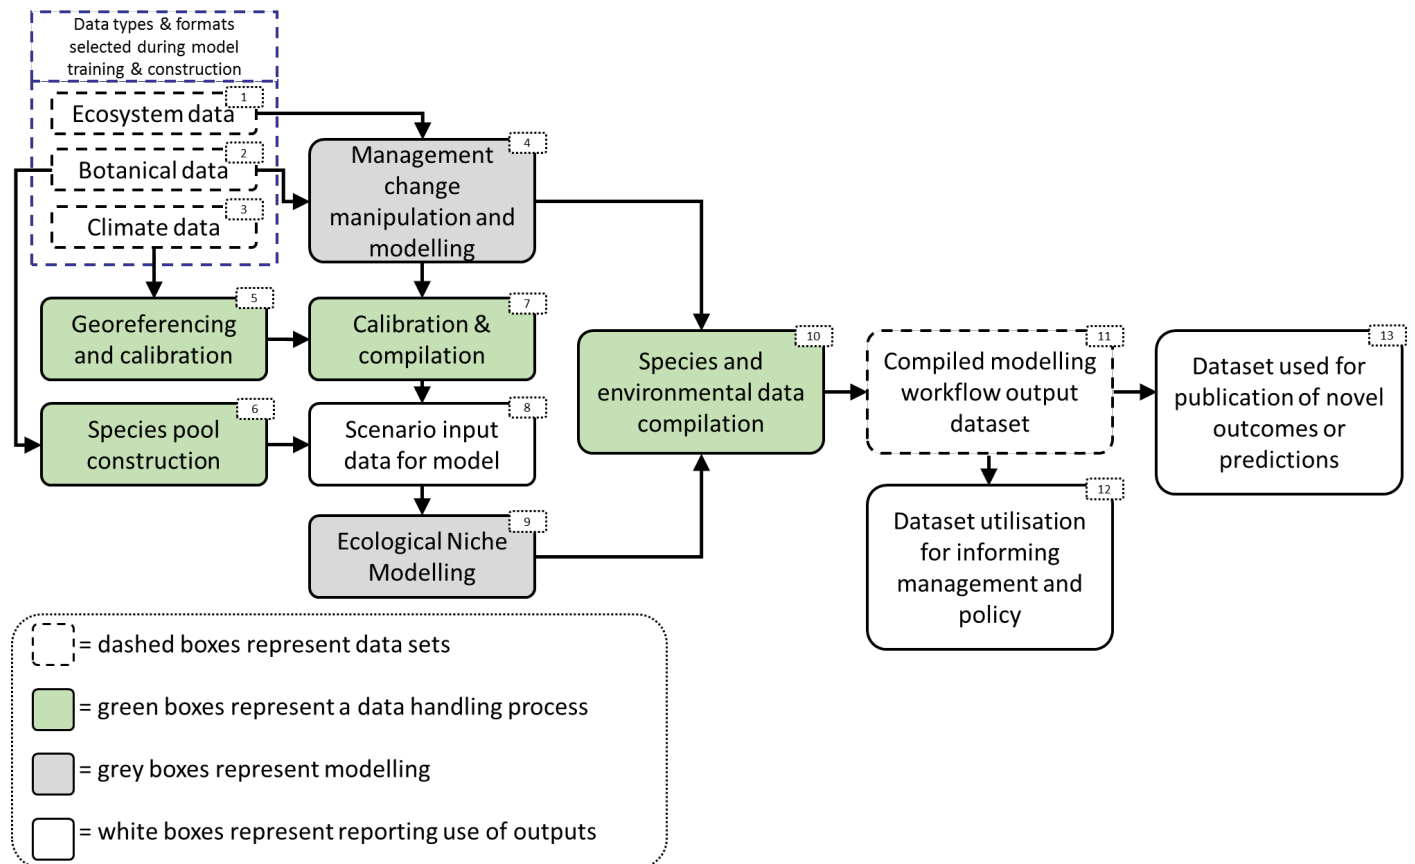 Data types & formats
selected during model
training & construction
1
Ecosystem data
2
Botanical data
3
Climate data
4
Management
change
manipulation and
modelling
5
Georeferencing
and calibration
6
Species pool
construction
7
Calibration &
compilation
8
Scenario input
data for model
9
Ecological Niche
Modelling
10
Species and
environmental data
compilation
11
Compiled modelling
workflow output
dataset
12
Dataset utilisation
for informing
management and
policy
13
Dataset used for
publication of novel
outcomes or
predictions
= dashed boxes represent data sets
= green boxes represent a data handling process
= grey boxes represent modelling
= white boxes represent reporting use of outputs